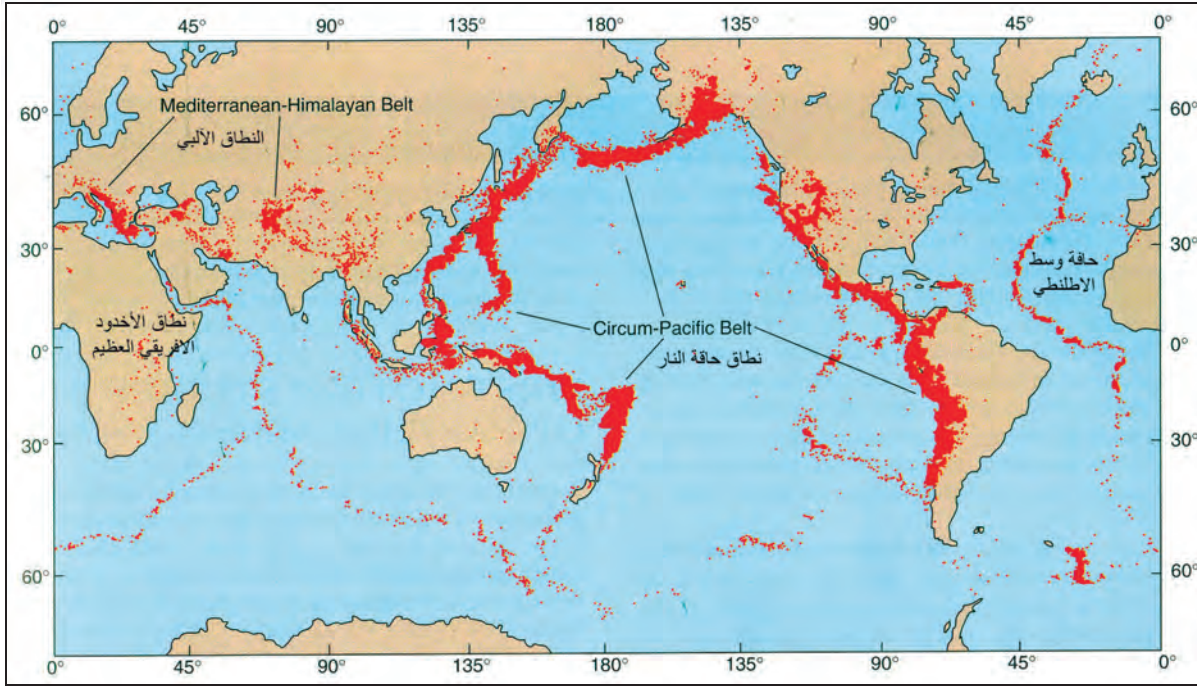 0° 45° 90° 135° 180° 135° 90° 45° 0°
60° 60°
Mediterranean-Himalayan Belt
النطاق الآلبي
30° 30°
حافة وسط
الاطلنطي
نطاق الأخدود
الافريقي العظيم
Circum-Pacific Belt
0° 0°
نطاق حافة النار
30° 30°
60° 60°
0° 45° 90° 135° 180° 135° 90° 45° 0°